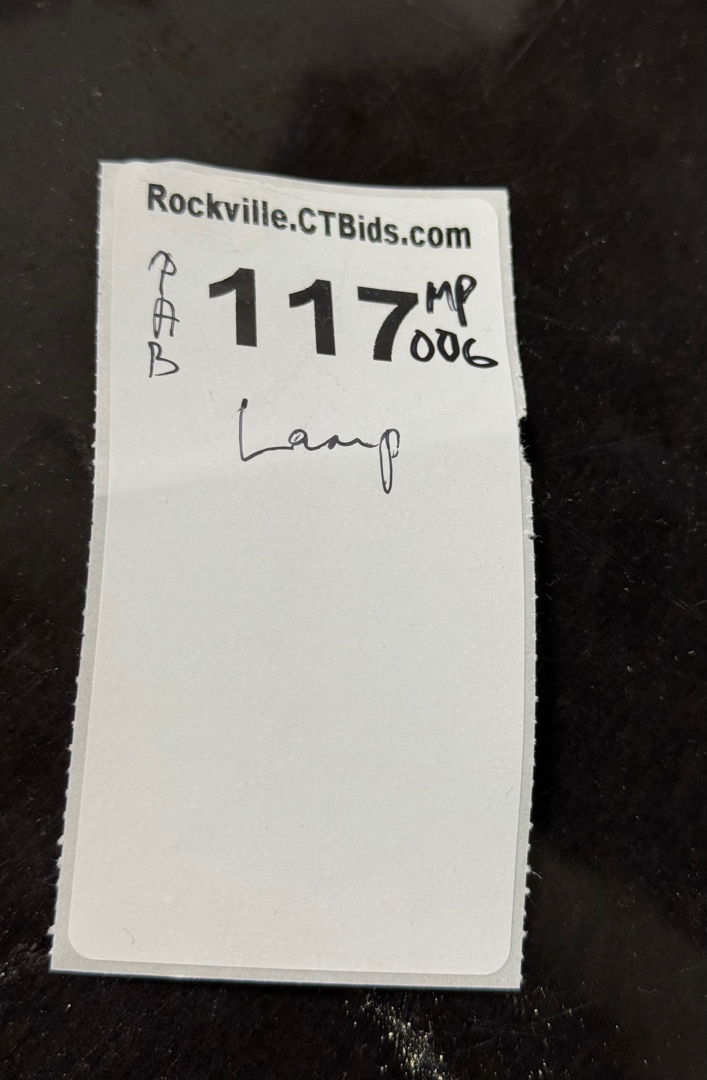 Rockville.CTBids.com
PAB
117
MP
006
Lamp